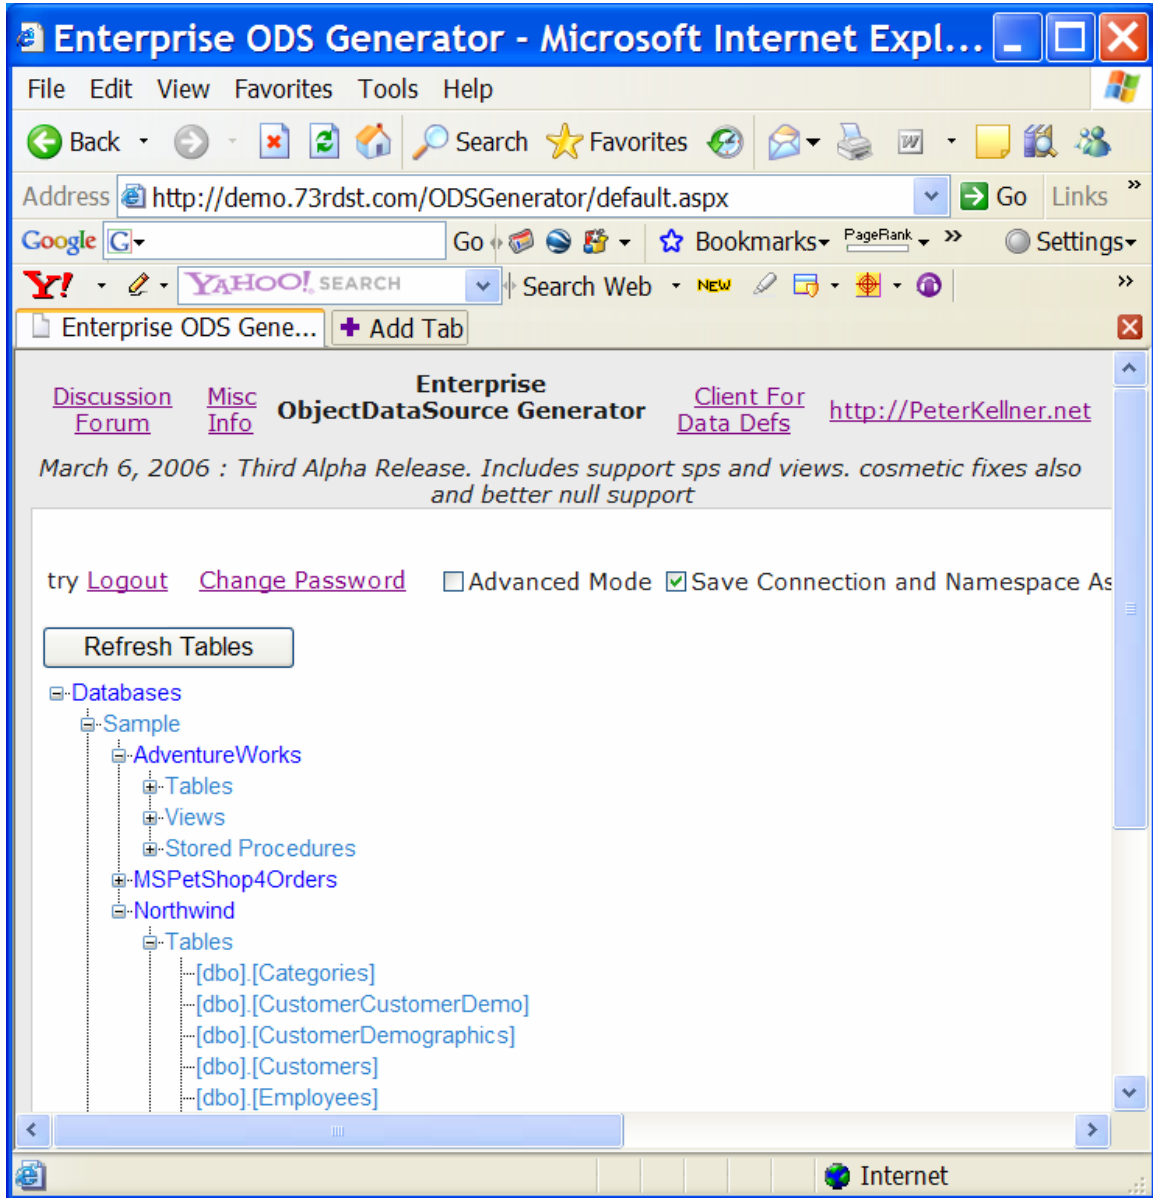 Enterprise ODS Generator - Microsoft Internet Expl...
File Edit View Favorites Tools Help
Back Search Favorites
Address http://demo.73rdst.com/ODSGenerator/default.aspx Go Links »
Google G Go Bookmarks PageRank » Settings
Y! YAHOO! SEARCH Search Web NEW »
Enterprise ODS Gene... Add Tab
Discussion Forum
Misc Info
Enterprise ObjectDataSource Generator
Client For Data Defs
http://PeterKellner.net
March 6, 2006 : Third Alpha Release. Includes support sps and views. cosmetic fixes also
and better null support
try Logout Change Password Advanced Mode Save Connection and Namespace As
Refresh Tables
Databases
Sample
AdventureWorks
Tables
Views
Stored Procedures
MSPetShop4Orders
Northwind
Tables
[dbo].[Categories]
[dbo].[CustomerCustomerDemo]
[dbo].[CustomerDemographics]
[dbo].[Customers]
[dbo].[Employees]
Internet